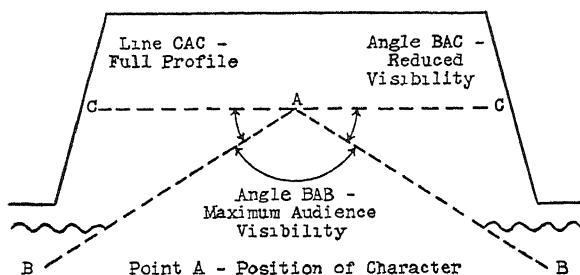 Line CAC -
Full Profile
Angle BAC -
Reduced
Visibility
C
A
C
Angle BAB -
Maximum Audience
Visibility
B
B
Point A - Position of Character